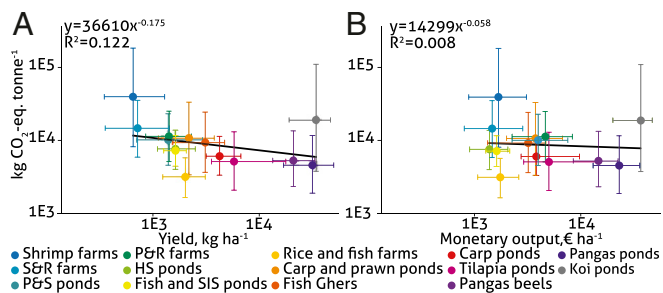 A
y=36610x-0.175
R2=0.122
B
y=14299x-0.058
R2=0.008
kg CO2-eq. tonne-1
1E5
1E4
1E3
1E5
1E4
1E3
1E3
1E4
1E3
1E4
Yield, kg ha-1
Monetary output,€ ha-1
Shrimp farms
P&R farms
Rice and fish farms
Carp ponds
Pangas ponds
S&R farms
HS ponds
Carp and prawn ponds
Tilapia ponds
Koi ponds
P&S ponds
Fish and SIS ponds
Fish Ghers
Pangas beels